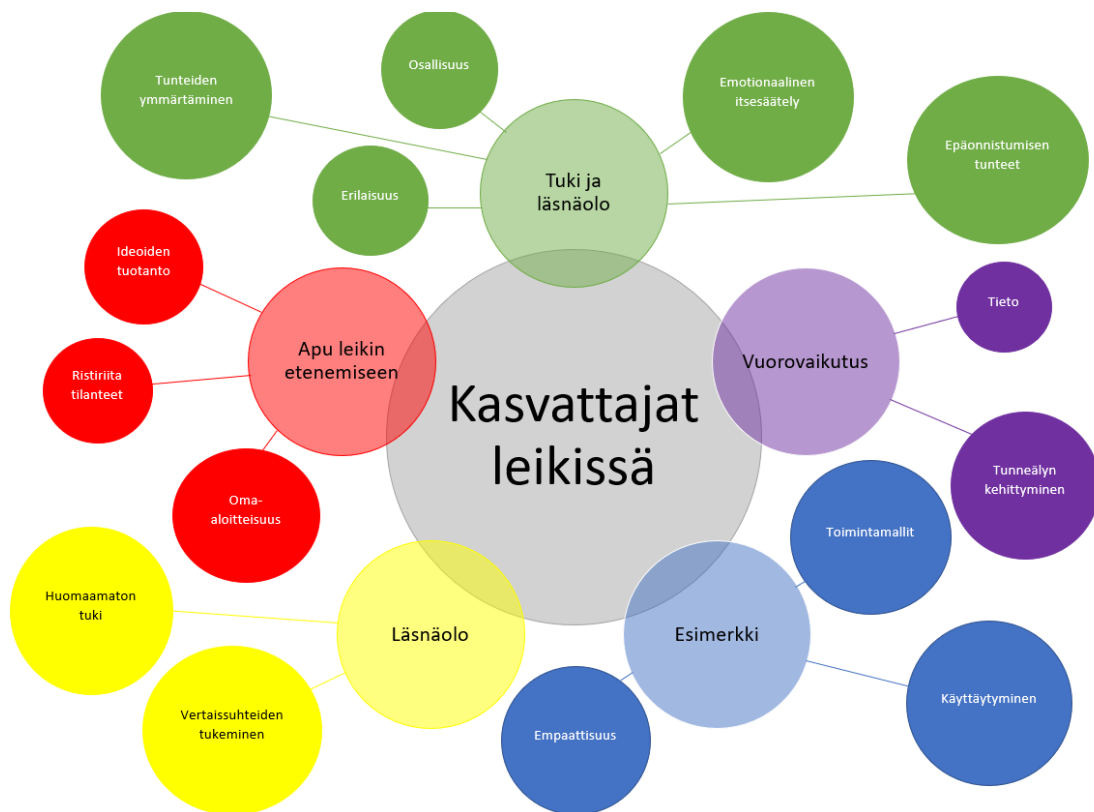 Tunteiden
ymmärtäminen
Osallisuus
Emotionaalinen
itsesäätely
Epäonnistumisen
tunteet
Erilaisuus
Tuki ja
läsnäolo
Ideoiden
tuotanto
Ristiriita
tilanteet
Oma-
aloitteisuus
Apu leikin
etenemiseen
Kasvattajat
leikissä
Vuorovaikutus
Tieto
Tunneälyn
kehittyminen
Toimintamallit
Esimerkki
Käyttäytyminen
Empaattisuus
Läsnäolo
Huomaamaton
tuki
Vertaissuhteiden
tukeminen